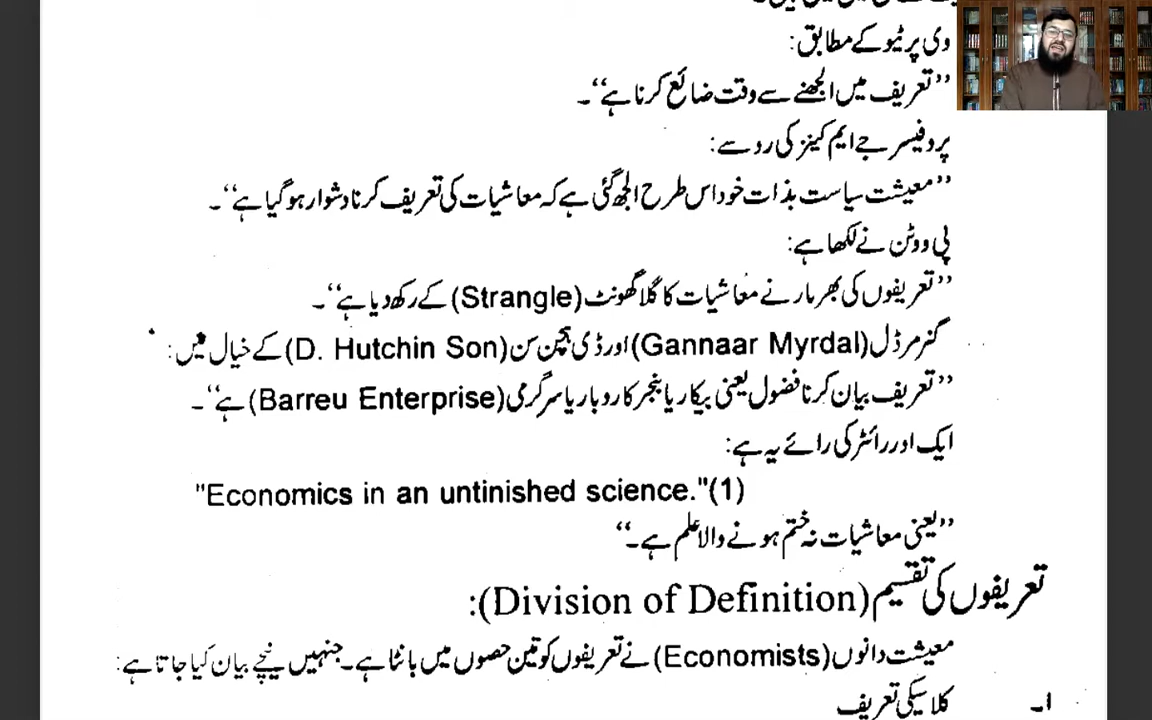 وی پرٹیو کے مطابق:
”تعریف میں الجھنے سے وقت ضائع کرنا ہے“۔
پروفیسر جے ایم کینز کی رو سے:
”معیشت سیاست بذات خود اس طرح الجھ گئی ہے کہ معاشیات کی تعریف کرنا دشوار ہو گیا ہے“۔
پی ووٹن نے لکھا ہے:
”تعریفوں کی بھرمار نے معاشیات کا گلا گھونٹ (Strangle) کے رکھ دیا ہے“۔
گنرمرڈل (Gannaar Myrdal) اور ڈی ہچن سن (D. Hutchin Son) کے خیال میں:
”تعریف بیان کرنا فضول یعنی بیکار یا بنجر کاروبار یا سرگرمی (Barreu Enterprise) ہے“۔
ایک اور رائٹر کی رائے یہ ہے:
"Economics in an untinished science."(1)
”یعنی معاشیات نہ ختم ہونے والا علم ہے۔“
تعریفوں کی تقسیم (Division of Definition):
معیشت دانوں (Economists) نے تعریفوں کو تین حصوں میں بانٹا ہے۔ جنہیں نیچے بیان کیا جاتا ہے:
۱۔ کلاسیکی تعریف